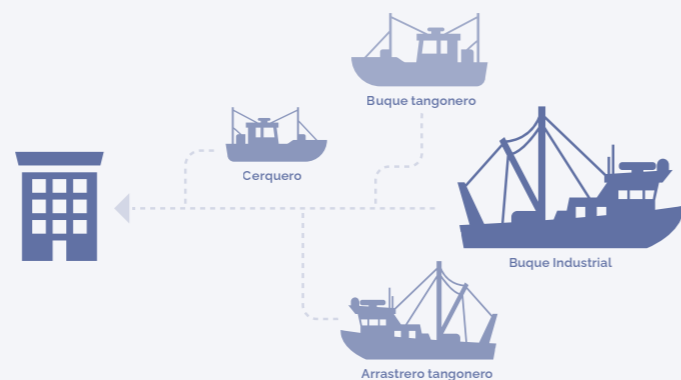 Buque tangonero
Cerquero
Buque Industrial
Arrastrero tangonero